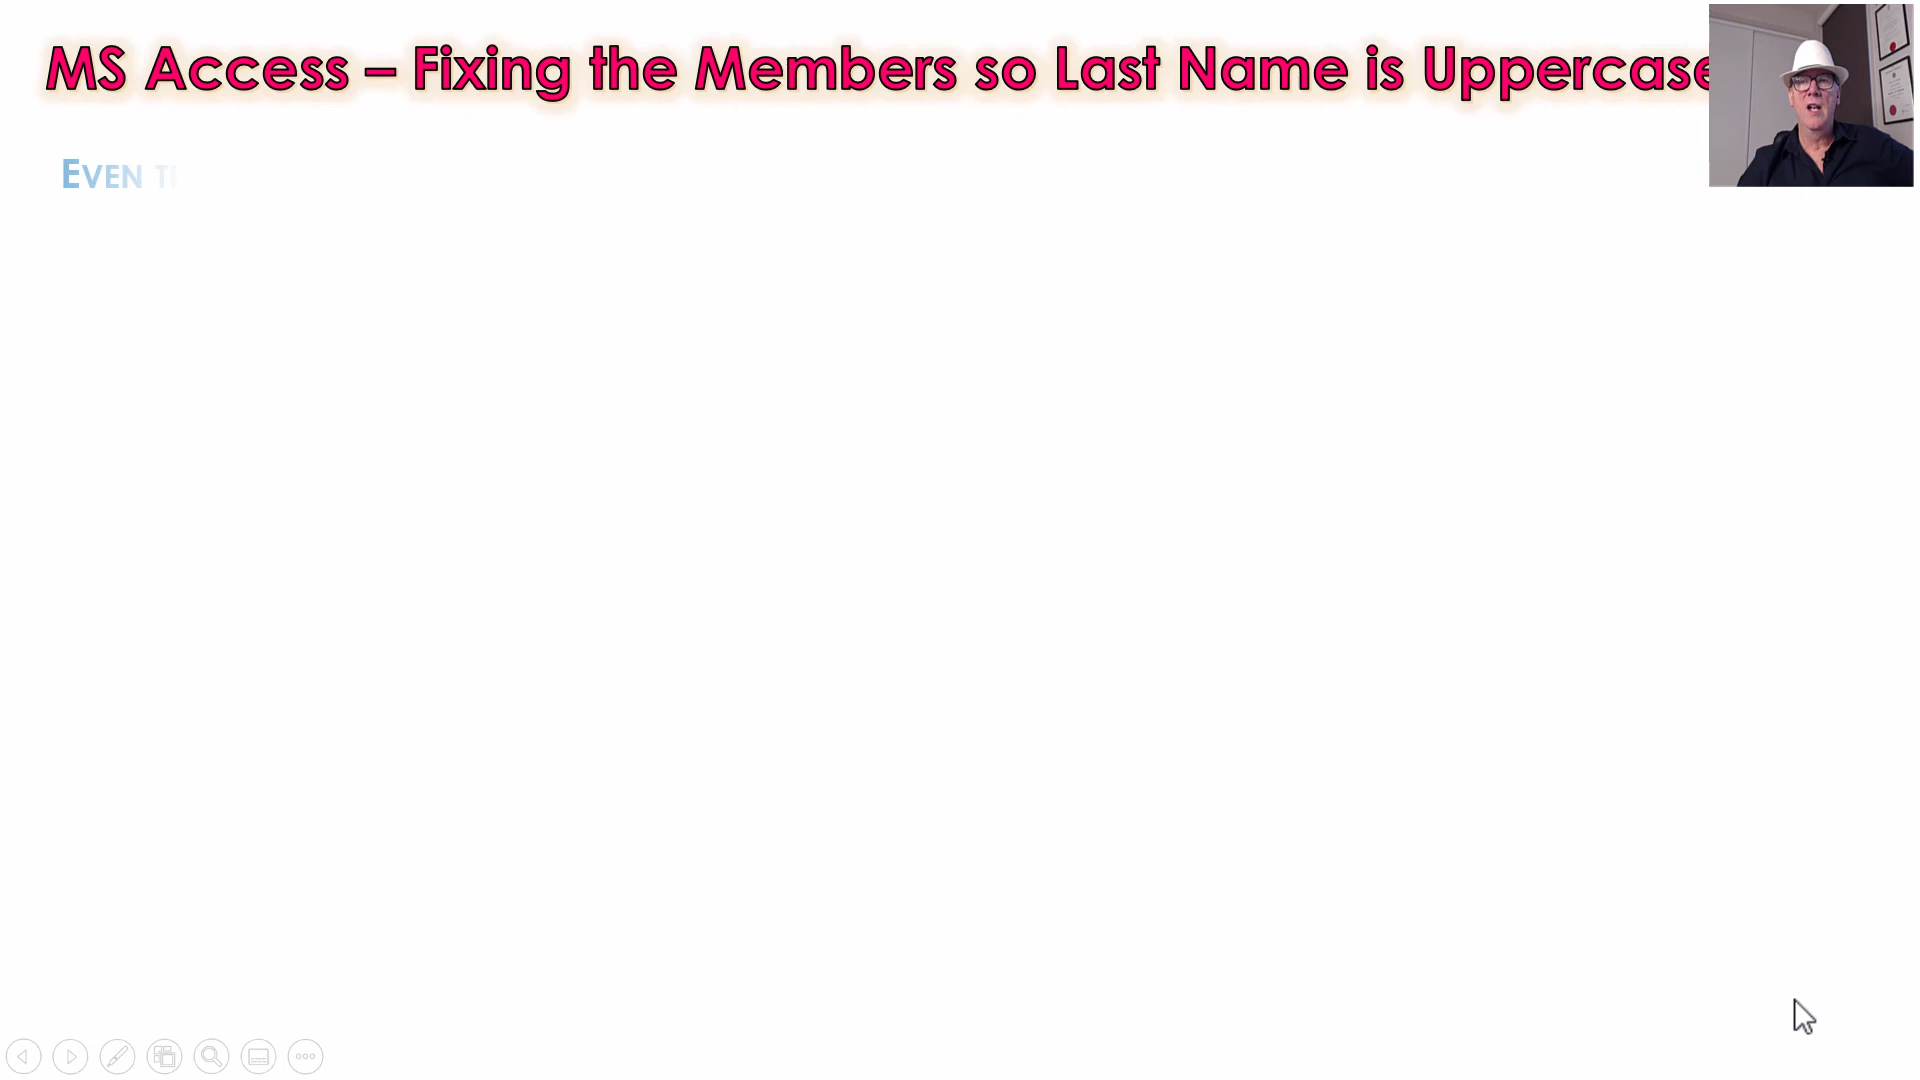 MS Access – Fixing the Members so Last Name is Uppercase
EVEN